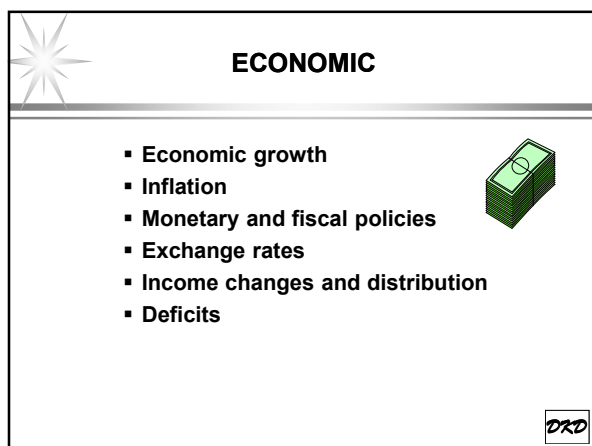 ECONOMIC
▪ Economic growth
▪ Inflation
▪ Monetary and fiscal policies
▪ Exchange rates
▪ Income changes and distribution
▪ Deficits
DKD